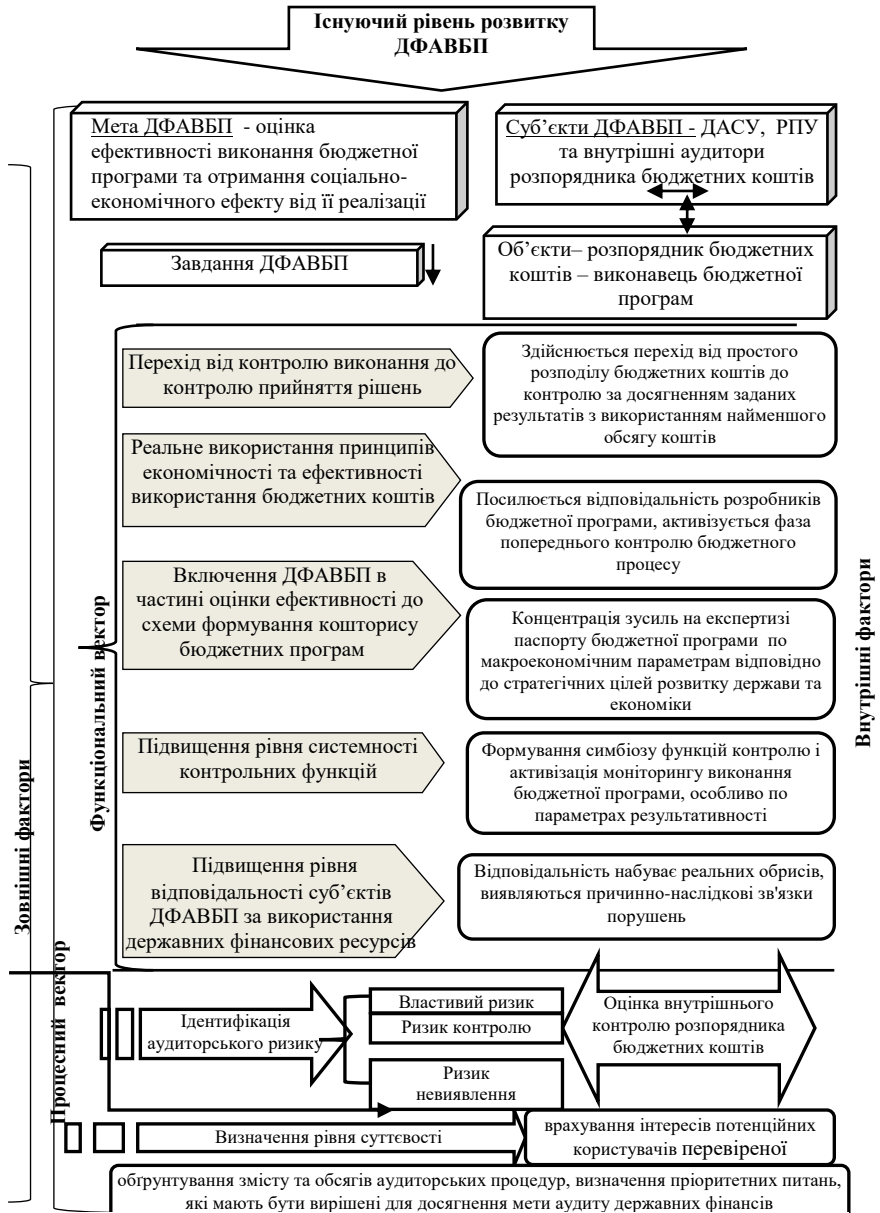 Існуючий рівень розвитку
ДФАВБП
Мета ДФАВБП - оцінка
ефективності виконання бюджетної
програми та отримання соціально-
економічного ефекту від її реалізації
Суб’єкти ДФАВБП - ДАСУ, РПУ
та внутрішні аудитори
розпорядника бюджетних коштів
Завдання ДФАВБП
Об’єкти– розпорядник бюджетних
коштів – виконавець бюджетної
програм
Перехід від контролю виконання до
контролю прийняття рішень
Здійснюється перехід від простого
розподілу бюджетних коштів до
контролю за досягненням заданих
результатів з використанням найменшого
обсягу коштів
Реальне використання принципів
економічності та ефективності
використання бюджетних коштів
Посилюється відповідальність розробників
бюджетної програми, активізується фаза
попереднього контролю бюджетного
процесу
Включення ДФАВБП в
частині оцінки ефективності до
схеми формування кошторису
бюджетних програм
Концентрація зусиль на експертизі
паспорту бюджетної програми по
макроекономічним параметрам відповідно
до стратегічних цілей розвитку держави та
економіки
Підвищення рівня системності
контрольних функцій
Формування симбіозу функцій контролю і
активізація моніторингу виконання
бюджетної програми, особливо по
параметрах результативності
Підвищення рівня
відповідальності суб’єктів
ДФАВБП за використання
державних фінансових ресурсів
Відповідальність набуває реальних обрисів,
виявляються причинно-наслідкові зв'язки
порушень
Зовнішні фактори
Функціональний вектор
Процесний вектор
Внутрішні фактори
Ідентифікація
аудиторського ризику
Властивий ризик
Ризик контролю
Ризик
невиявлення
Оцінка внутрішнього
контролю розпорядника
бюджетних коштів
Визначення рівня суттєвості
врахування інтересів потенційних
користувачів перевіреної
обґрунтування змісту та обсягів аудиторських процедур, визначення пріоритетних питань,
які мають бути вирішені для досягнення мети аудиту державних фінансів